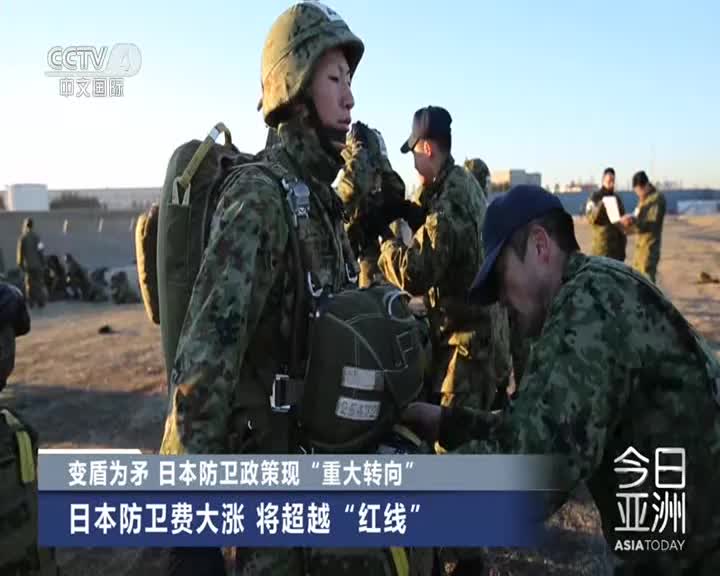 CCTV 4
中文国际
26472
变盾为矛 日本防卫政策现“重大转向”
日本防卫费大涨 将超越“红线”
今日
亚洲
ASIA TODAY